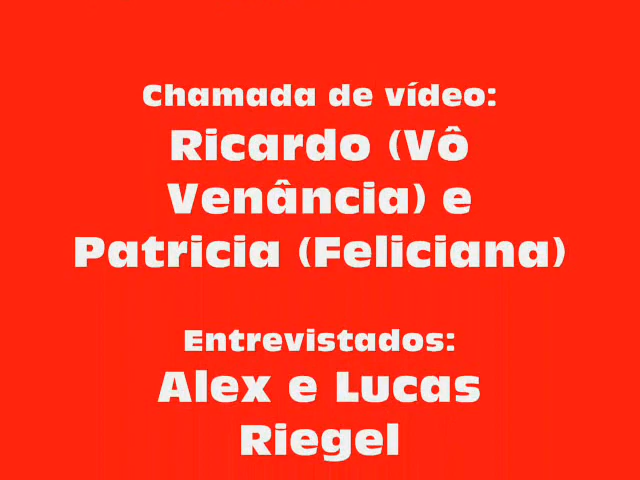 Chamada de vídeo:
Ricardo (Vô
Venância) e
Patricia (Feliciana)
Entrevistados:
Alex e Lucas
Riegel